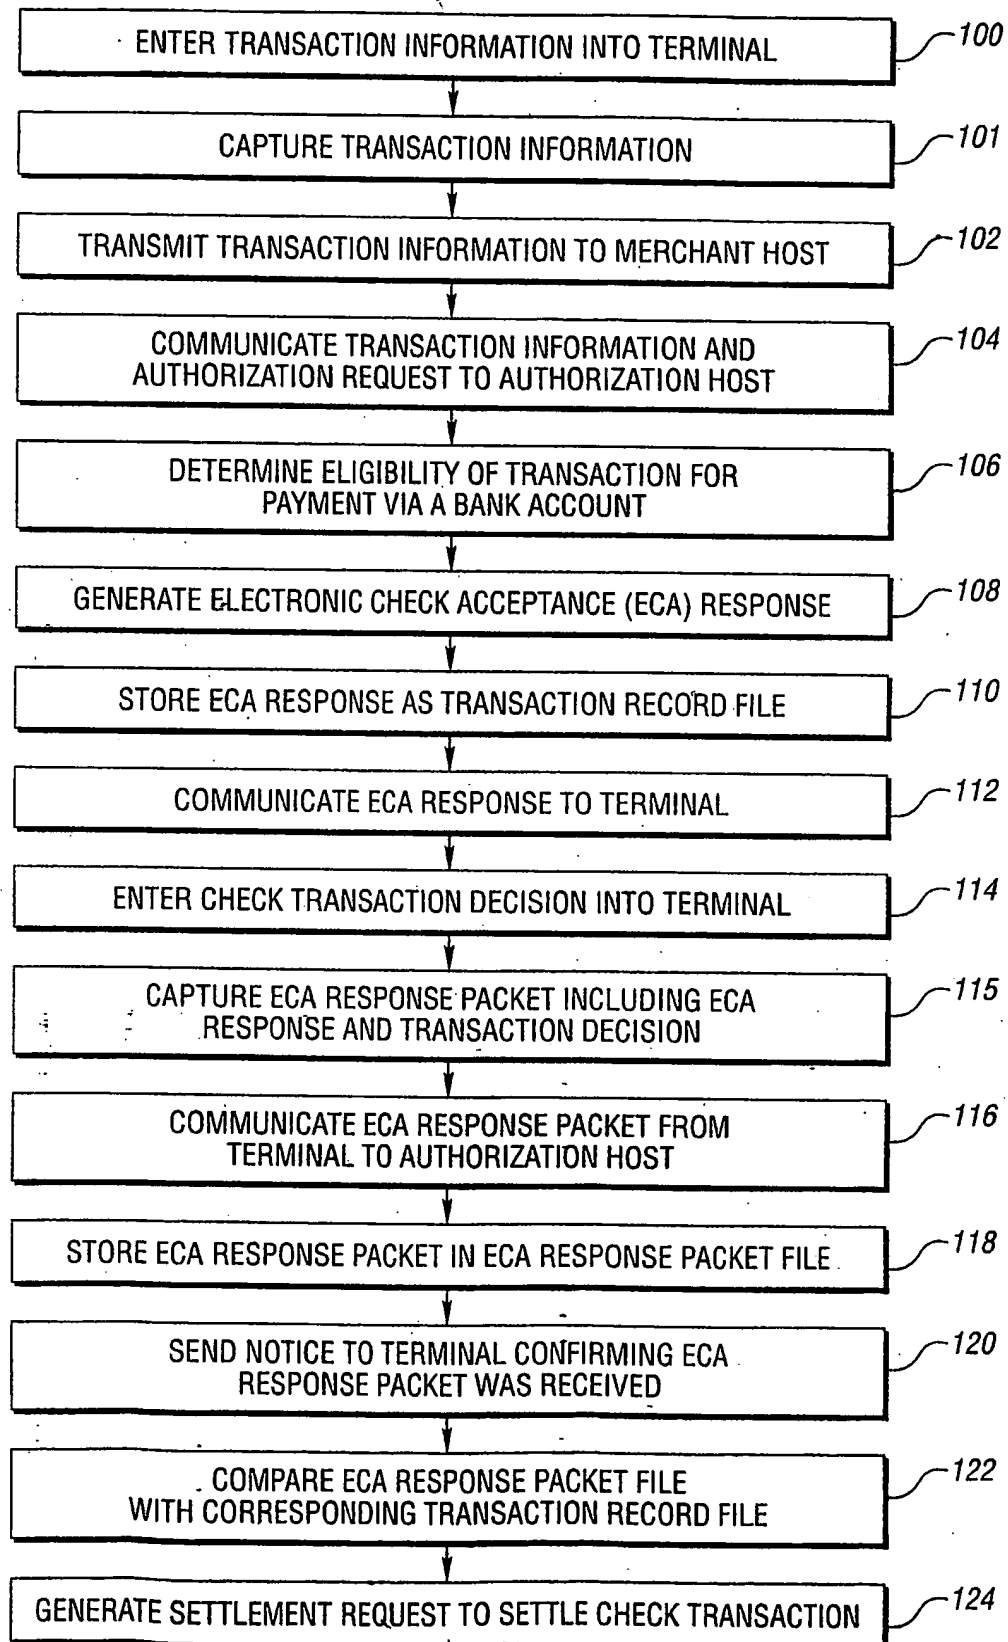 ENTER TRANSACTION INFORMATION INTO TERMINAL
100
CAPTURE TRANSACTION INFORMATION
101
TRANSMIT TRANSACTION INFORMATION TO MERCHANT HOST
102
COMMUNICATE TRANSACTION INFORMATION AND
AUTHORIZATION REQUEST TO AUTHORIZATION HOST
104
DETERMINE ELIGIBILITY OF TRANSACTION FOR
PAYMENT VIA A BANK ACCOUNT
106
GENERATE ELECTRONIC CHECK ACCEPTANCE (ECA) RESPONSE
108
STORE ECA RESPONSE AS TRANSACTION RECORD FILE
110
COMMUNICATE ECA RESPONSE TO TERMINAL
112
ENTER CHECK TRANSACTION DECISION INTO TERMINAL
114
CAPTURE ECA RESPONSE PACKET INCLUDING ECA
RESPONSE AND TRANSACTION DECISION
115
COMMUNICATE ECA RESPONSE PACKET FROM
TERMINAL TO AUTHORIZATION HOST
116
STORE ECA RESPONSE PACKET IN ECA RESPONSE PACKET FILE
118
SEND NOTICE TO TERMINAL CONFIRMING ECA
RESPONSE PACKET WAS RECEIVED
120
COMPARE ECA RESPONSE PACKET FILE
WITH CORRESPONDING TRANSACTION RECORD FILE
122
GENERATE SETTLEMENT REQUEST TO SETTLE CHECK TRANSACTION
124